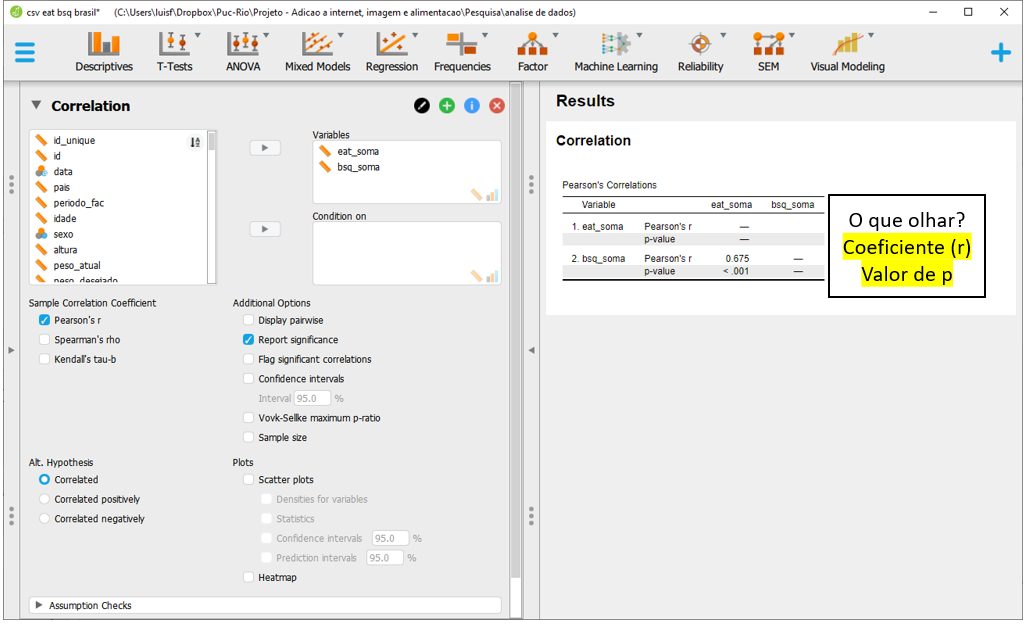 csv eat bsq brasil* (C:\Users\luisf\Dropbox\Puc-Rio\Projeto - Adicao a internet, imagem e alimentacao\Pesquisa\analise de dados)
Descriptives T-Tests ANOVA Mixed Models Regression Frequencies Factor Machine Learning Reliability SEM Visual Modeling
Correlation
id_unique
id
data
pais
periodo_fac
idade
sexo
altura
peso_atual
peso_desejado
Variables
eat_soma
bsq_soma
Condition on
Sample Correlation Coefficient
Pearson's r
Spearman's rho
Kendall's tau-b
Additional Options
Display pairwise
Report significance
Flag significant correlations
Confidence intervals
Interval 95.0 %
Vovk-Sellke maximum p-ratio
Sample size
Alt. Hypothesis
Correlated
Correlated positively
Correlated negatively
Plots
Scatter plots
Densities for variables
Statistics
Confidence intervals 95.0 %
Prediction intervals 95.0 %
Heatmap
Assumption Checks
Results
Correlation
Pearson's Correlations
Variable eat_soma bsq_soma
1. eat_soma Pearson's r —
p-value —
2. bsq_soma Pearson's r 0.675 —
p-value < .001 —
O que olhar?
Coeficiente (r)
Valor de p